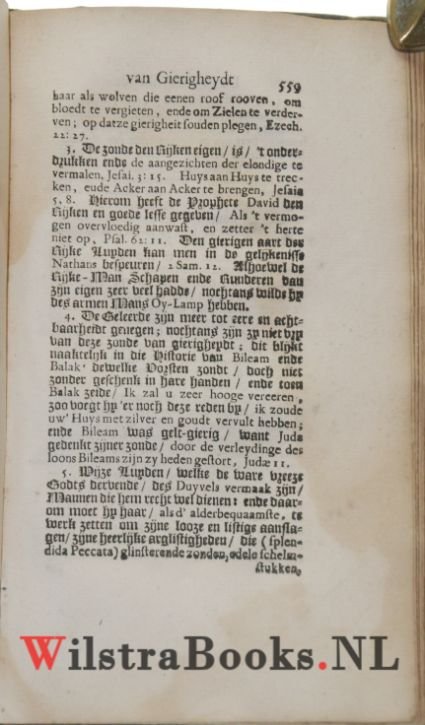 van Gierigheydt 559
haar als wolven die eenen roof rooven, om
bloedt te vergieten, ende om Zielen te verder-
ven; op datze gierigheit souden plegen, Ezech.
22: 27.
3. De zonde den Rijken eigen / is / 't onder-
dzukken ende de aangezichten der elendige te
vermalen, Jesai. 3: 15. Huys aan Huys te trec-
ken, eude Acker aan Acker te brengen, Jesaia
5, 8. Hierom heeft de Prophete David den
Rijken en goede lesse gegeven / Als 't vermo-
gen overvloedig aanwast, en zetter 't herte
niet op, Psal. 62: 11. Den gierigen aart der
Rijke Luyden kan men in de gelykenisse
Nathans bespeuren / 2 Sam. 12. Alhoewel de
Rijke-Man Schapen ende Runderen van
zijn eigen zeer veel hadde / nochtans wilde hy
des armen Mans Oy-Lamp hebben.
4. De Geleerde zijn meer tot eere en acht-
baarheidt genegen; nochtans zijn zy niet vry
van deze zonde van gierigheydt; dit blijkt
naaktelijk in die Historie van Bileam ende
Balak: dewelke Vorsten zondt / doch niet
zonder geschenk in hare handen / ende toen
Balak zeide / Ik zal u zeer hooge vereeren,
zoo voegt hy 'er noch deze reden by / ik zoude
uw' Huys met zilver en goudt vervult hebben;
ende Bileam was gelt-gierig / want Juda
gedenkt zijner zonde / door de verleydinge des
loons Bileams zijn zy heden gestort, Judæ 11.
5. Wijze Luyden / welke de ware vreeze
Godts dervende / des Duyvels vermaak zijn /
Mannen die hem recht wel dienen: ende daar-
om moet hy haar / als d' alderbequaamste, te
werk zetten om zijne looze en listige aansla-
gen / zijne heerlijke arglistigheden / die (splen-
dida Peccata) glinsterende zonden, edele schelm-
stukken,
WilstraBooks.NL